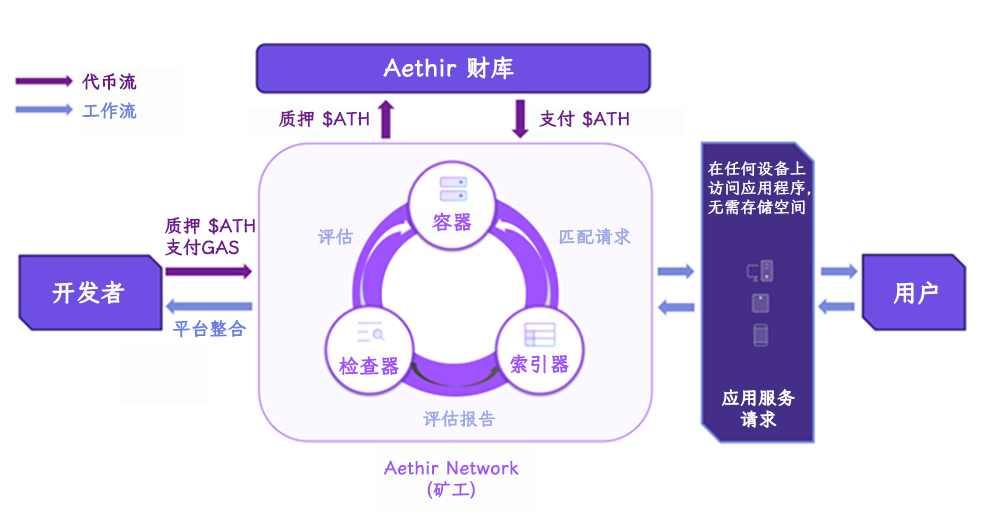 Aethir 财库
代币流
工作流
质押 $ATH
支付 $ATH
在任何设备上
访问应用程序,
无需存储空间
容器
评估
匹配请求
质押 $ATH
支付GAS
开发者
平台整合
用户
检查器
索引器
评估报告
应用服务
请求
Aethir Network
(矿工)